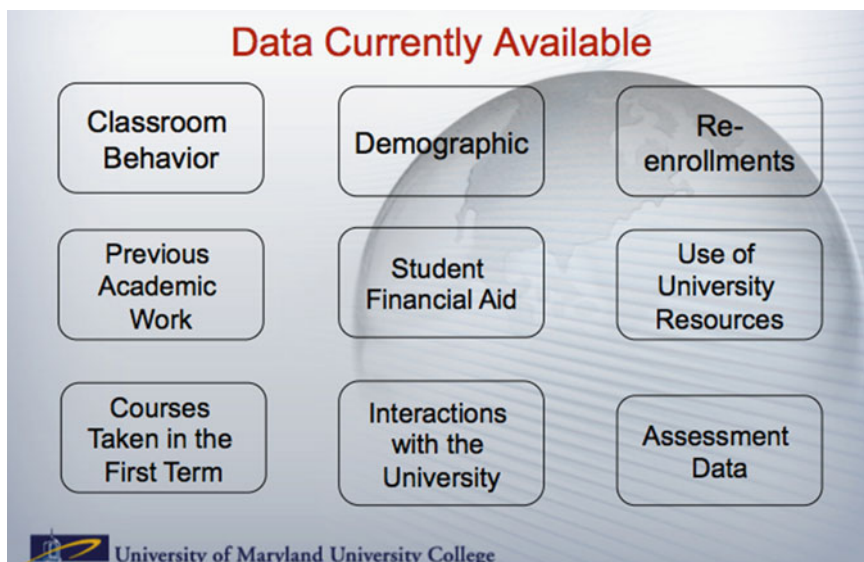 Data Currently Available
Classroom
Behavior
Demographic
Re-
enrollments
Previous
Academic
Work
Student
Financial Aid
Use of
University
Resources
Courses
Taken in the
First Term
Interactions
with the
University
Assessment
Data
University of Maryland University College